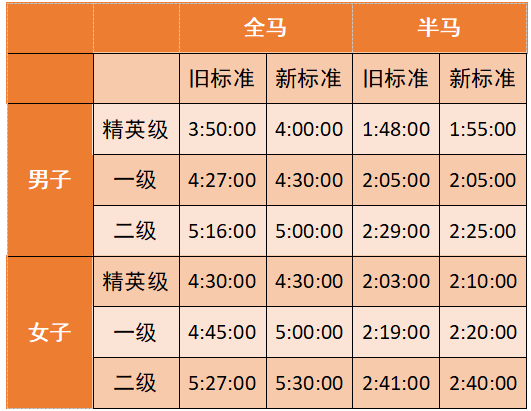 全马 半马
旧标准 新标准 旧标准 新标准
男子 精英级 3:50:00 4:00:00 1:48:00 1:55:00
一级 4:27:00 4:30:00 2:05:00 2:05:00
二级 5:16:00 5:00:00 2:29:00 2:25:00
女子 精英级 4:30:00 4:30:00 2:03:00 2:10:00
一级 4:45:00 5:00:00 2:19:00 2:20:00
二级 5:27:00 5:30:00 2:41:00 2:40:00